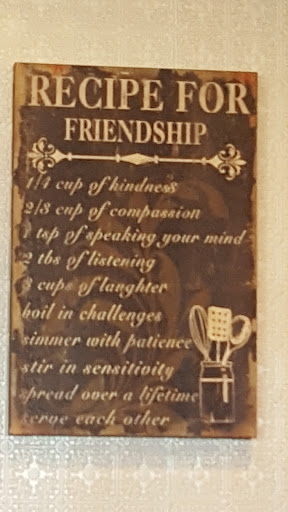 RECIPE FOR
FRIENDSHIP
1/4 cup of kindness
2/3 cup of compassion
1 tsp of speaking your mind
2 tbs of listening
cups of laughter
boil in challenges
simmer with patience
stir in sensitivity
spread over a lifetime
serve each other